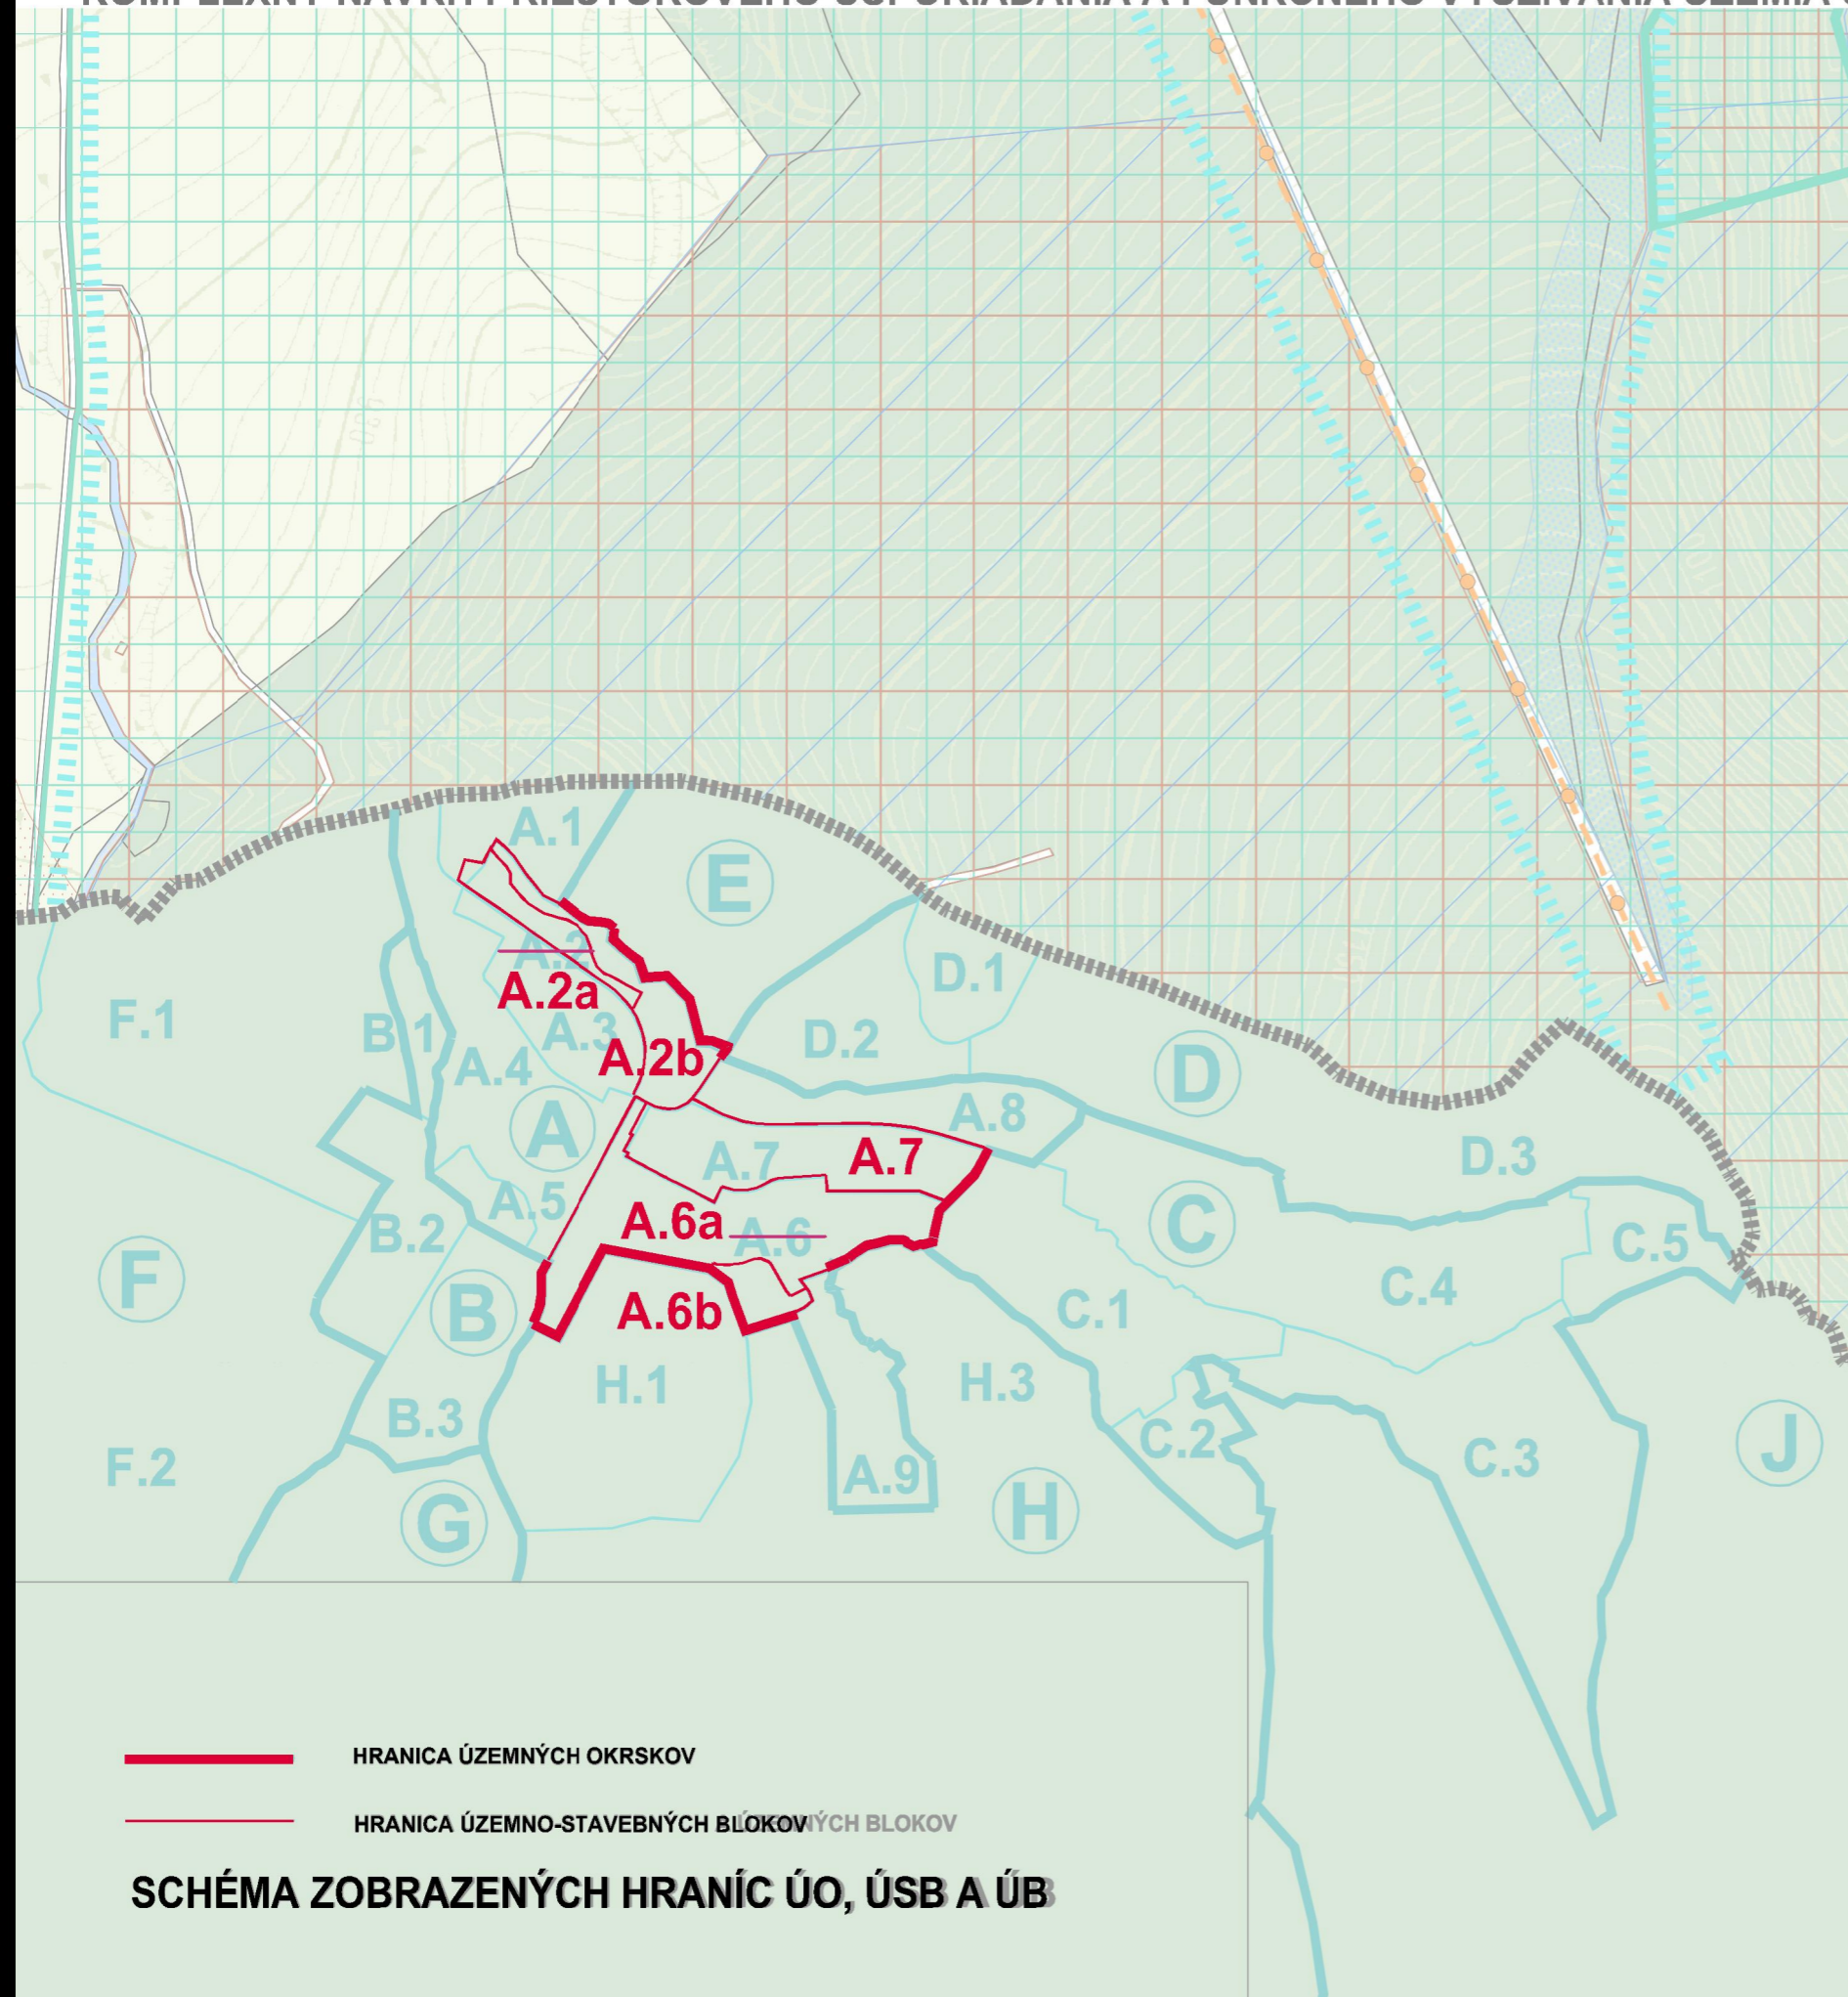 A.1
E
A.2
D.1
A.2a
F.1
B.1
A.3
D.2
A.2b
A.4
D
A.8
A
A.7
A.7
D.3
A.5
A.6a
A.6
C
B.2
C.5
F
C.4
B
A.6b
C.1
H.1
H.3
B.3
C.2
J
F.2
C.3
A.9
G
H
HRANICA ÚZEMNÝCH OKRSKOV
HRANICA ÚZEMNO-STAVEBNÝCH BLOKOV
SCHÉMA ZOBRAZENÝCH HRANÍC ÚO, ÚSB A ÚB